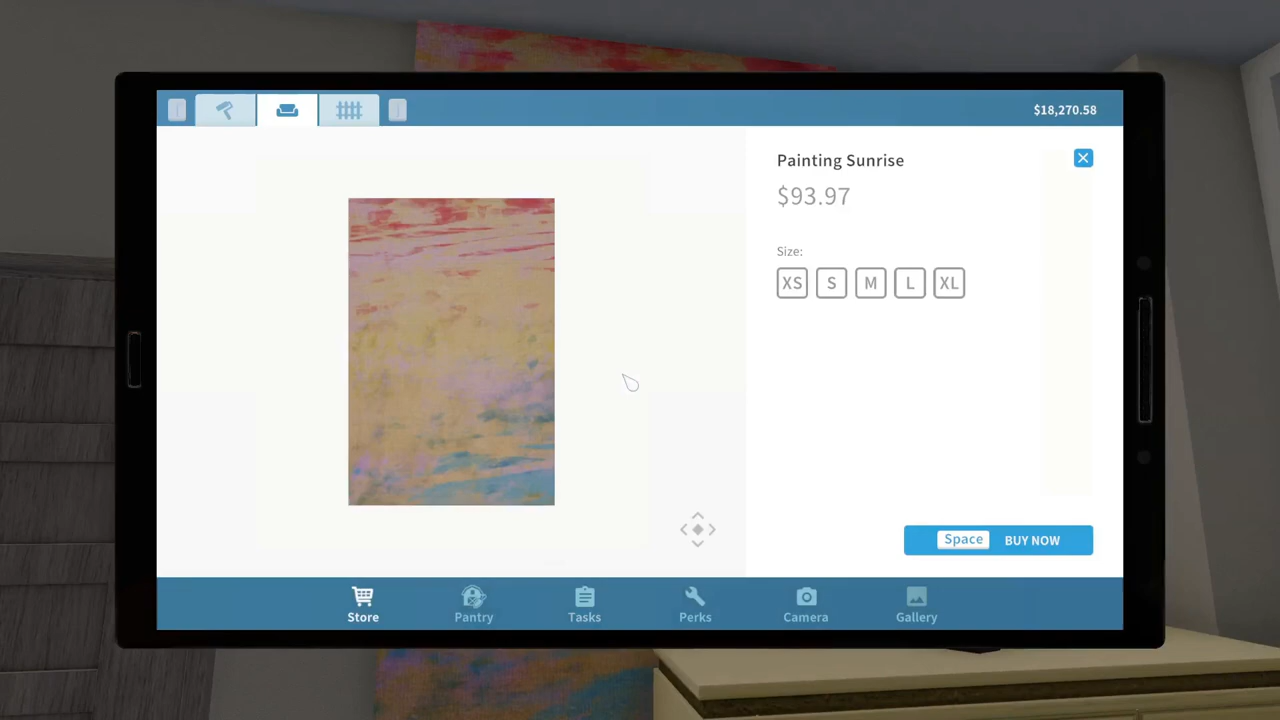 $18,270.58
Painting Sunrise
$93.97
Size:
XS S M L XL
Space BUY NOW
Store Pantry Tasks Perks Camera Gallery